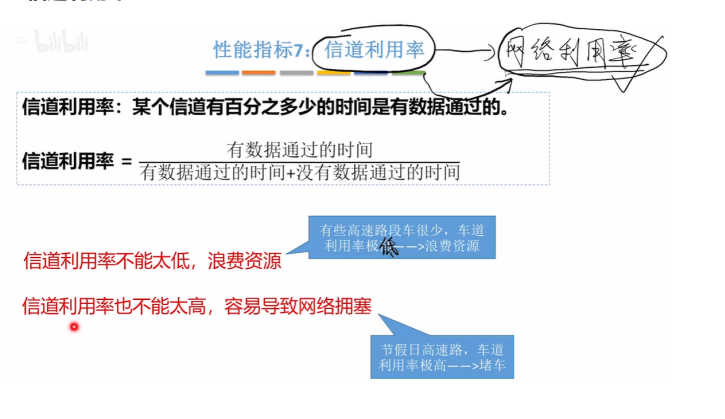 bilibili
性能指标7：信道利用率
网络利用率
信道利用率：某个信道有百分之多少的时间是有数据通过的。
信道利用率 =
有数据通过的时间
有数据通过的时间+没有数据通过的时间
有些高速路段车很少，车道
利用率极低——>浪费资源
信道利用率不能太低，浪费资源
信道利用率也不能太高，容易导致网络拥塞
节假日高速路，车道
利用率极高——>堵车